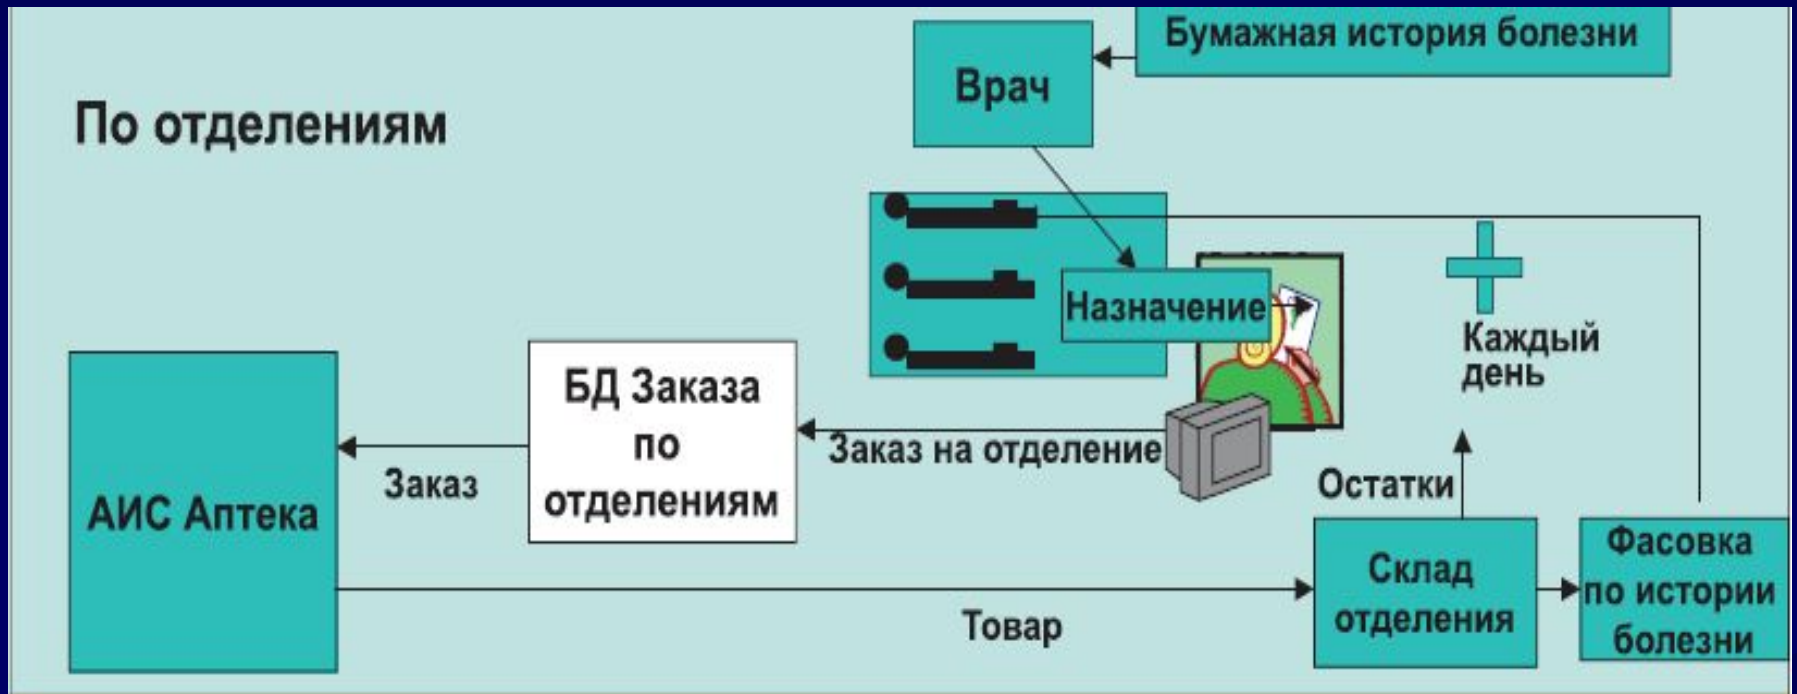 Бумажная история болезни
Врач
По отделениям
Назначение
Каждый
день
БД Заказа
по
отделениям
Заказ на отделение
Заказ
АИС Аптека
Остатки
Склад
отделения
Фасовка
по истории
болезни
Товар